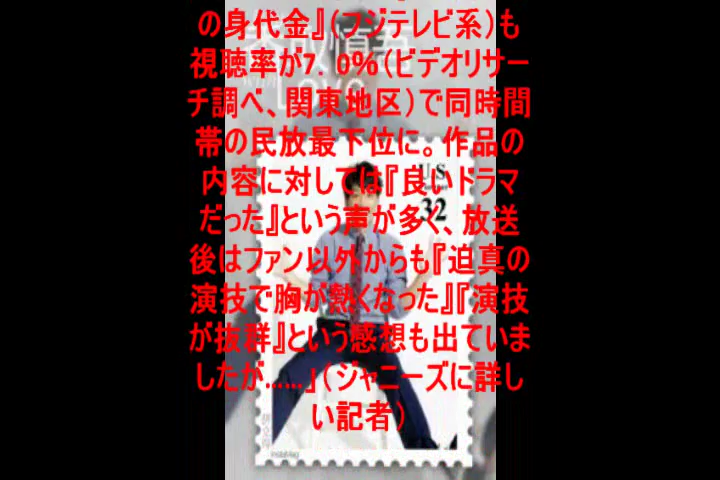 の身代金』（フジテレビ系）も
視聴率が7．0％（ビデオリサー
チ調べ、関東地区）で同時間
帯の民放最下位に。作品の
内容に対しては『良いドラマ
だった』という声が多く、放送
後はファン以外からも『迫真の
演技で胸が熱くなった』『演技
が抜群』という感想も出ていま
したが……」（ジャニーズに詳し
い記者）
U.S
32